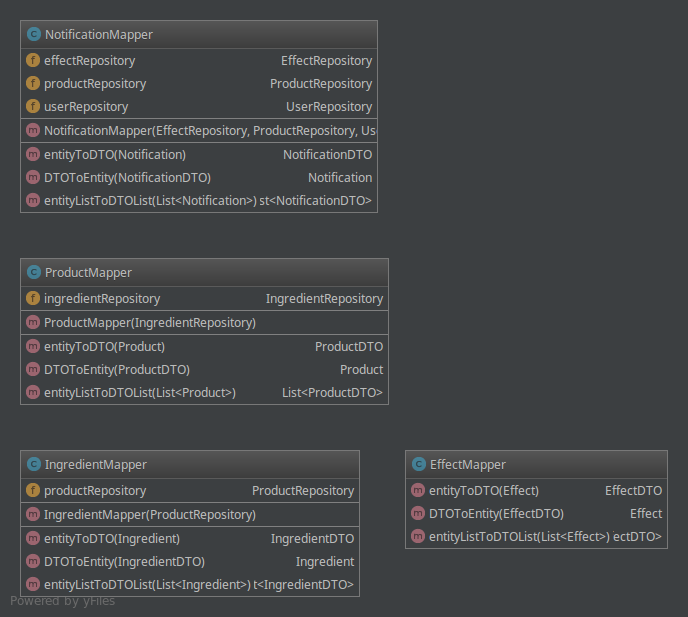 NotificationMapper
effectRepository EffectRepository
productRepository ProductRepository
userRepository UserRepository
NotificationMapper(EffectRepository, ProductRepository, Us
entityToDTO(Notification) NotificationDTO
DTOToEntity(NotificationDTO) Notification
entityListToDTOList(List<Notification>) st<NotificationDTO>
ProductMapper
ingredientRepository IngredientRepository
ProductMapper(IngredientRepository)
entityToDTO(Product) ProductDTO
DTOToEntity(ProductDTO) Product
entityListToDTOList(List<Product>) List<ProductDTO>
IngredientMapper
productRepository ProductRepository
IngredientMapper(ProductRepository)
entityToDTO(Ingredient) IngredientDTO
DTOToEntity(IngredientDTO) Ingredient
entityListToDTOList(List<Ingredient>) t<IngredientDTO>
EffectMapper
entityToDTO(Effect) EffectDTO
DTOToEntity(EffectDTO) Effect
entityListToDTOList(List<Effect>) ectDTO>
Powered by yFiles